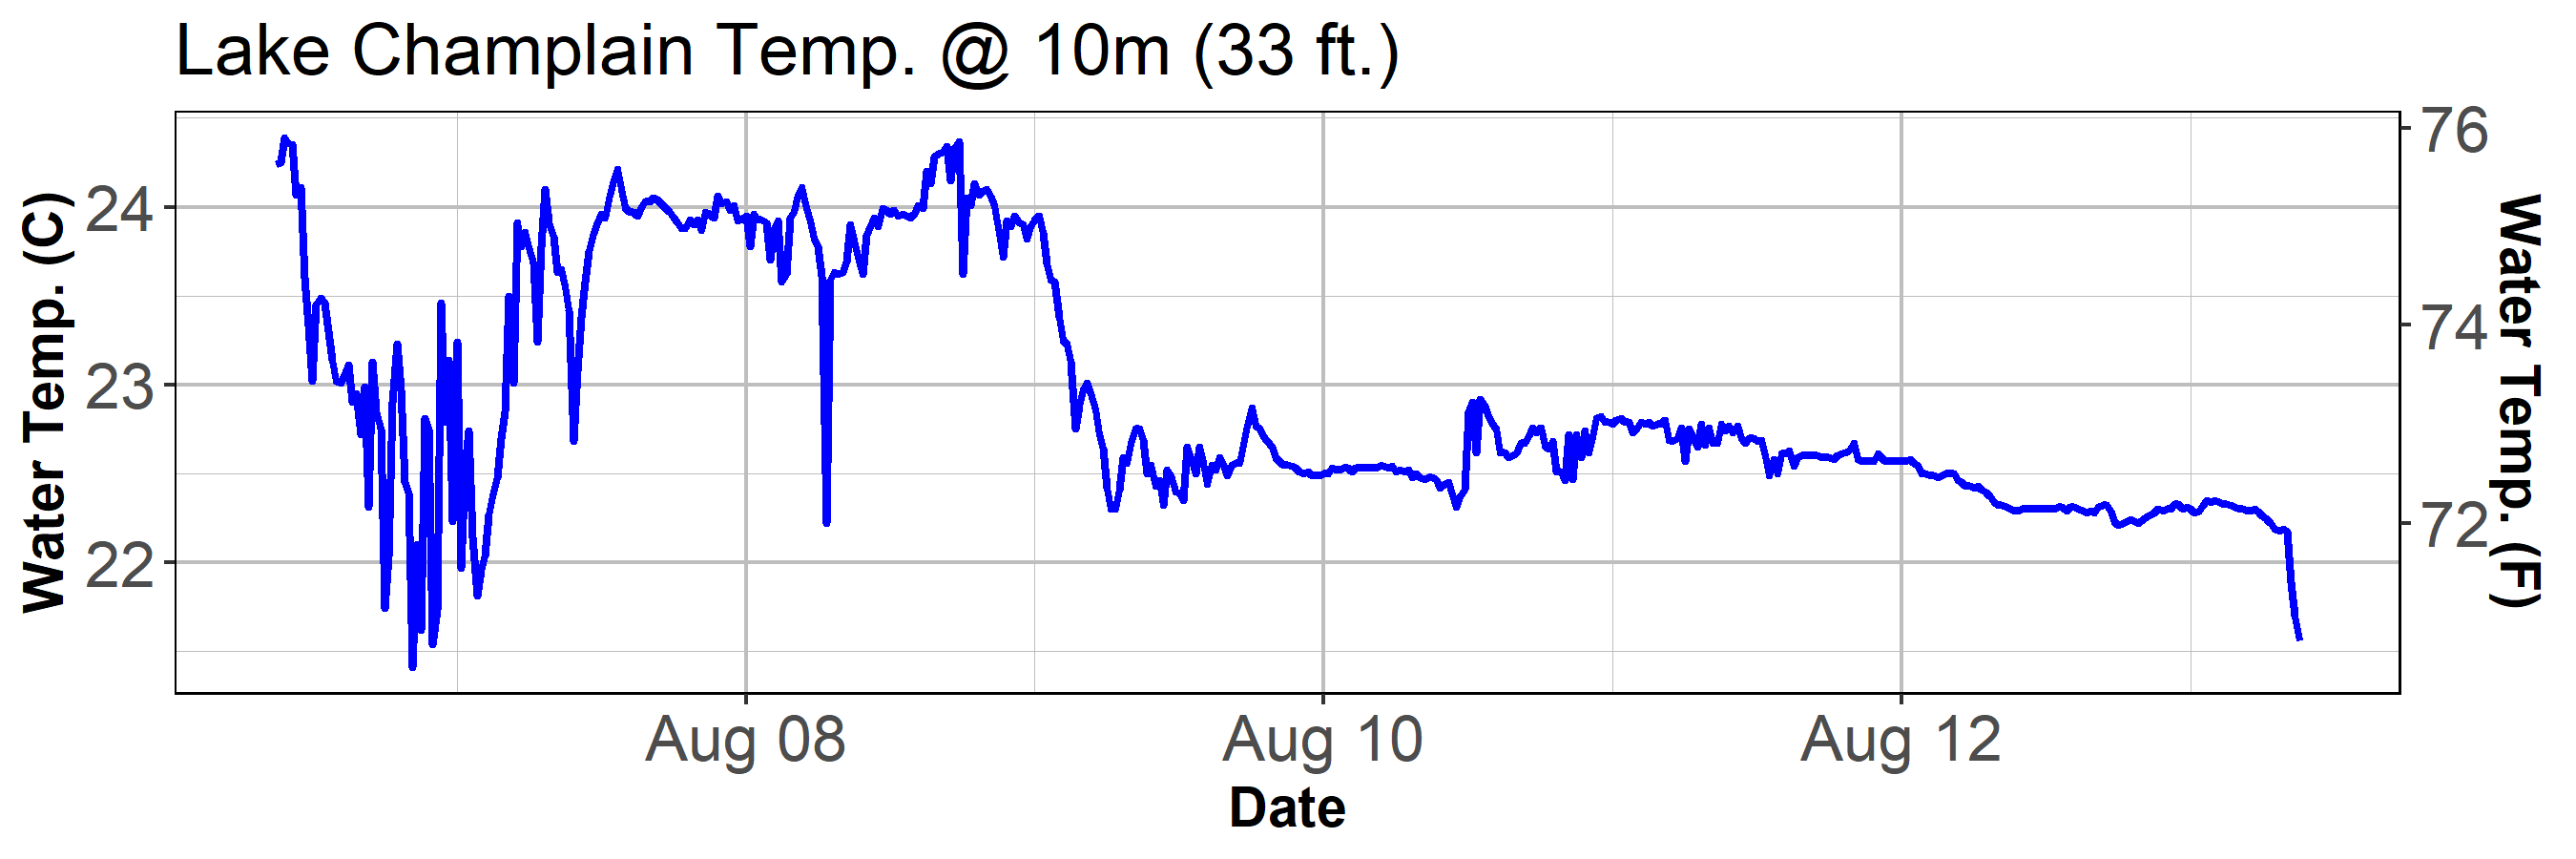 Lake Champlain Temp. @ 10m (33 ft.)
Water Temp. (C)
24
23
22
76
74
72
Water Temp. (F)
Aug 08
Aug 10
Aug 12
Date